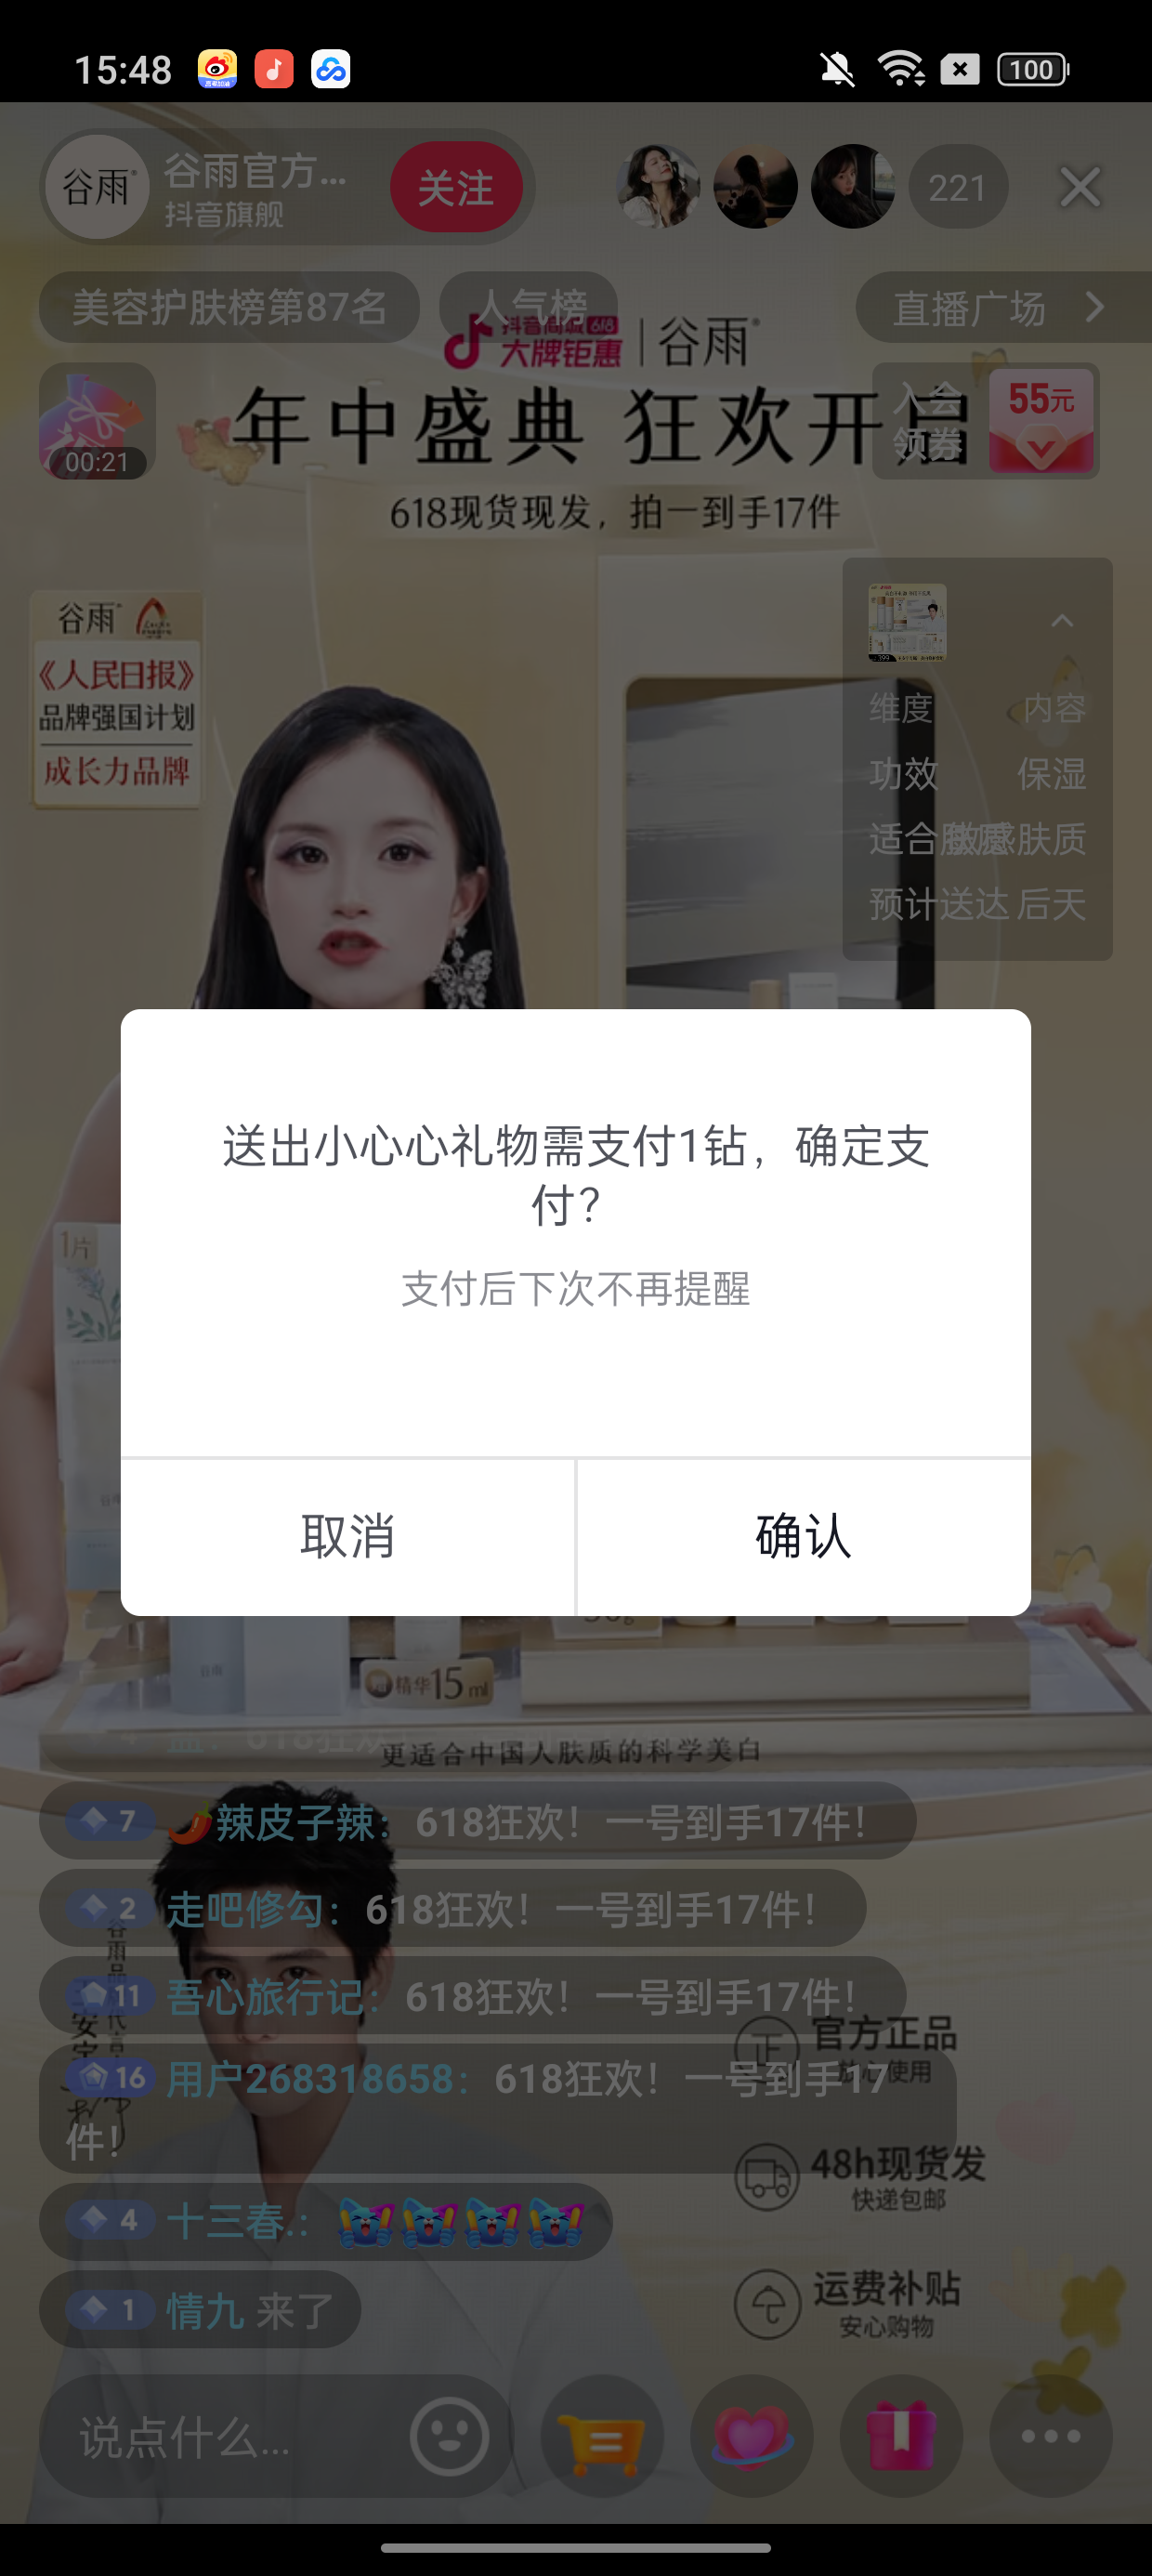 15:48
100
谷雨
谷雨官方...
抖音旗舰
关注
221
美容护肤榜第87名
人气榜
直播广场
抖音商城618
大牌钜惠
谷雨
年中盛典 狂欢开启
入会
领券
55元
00:21
618现货现发，拍一到手17件
谷雨
《人民日报》
品牌强国计划
成长力品牌
维度 内容
功效 保湿
适合肤质 敏感肤质
预计送达 后天
送出小心心礼物需支付1钻，确定支
付？
支付后下次不再提醒
1片
取消
确认
精华15ml
更适合中国人肤质的科学美白
7 辣皮子辣：618狂欢！一号到手17件！
2 走吧修勾：618狂欢！一号到手17件！
11 吾心旅行记：618狂欢！一号到手17件！
16 用户268318658：618狂欢！一号到手17
件！
4 十三春.：
1 情九 来了
正
官方正品
放心使用
48h现货发
快递包邮
运费补贴
安心购物
说点什么...